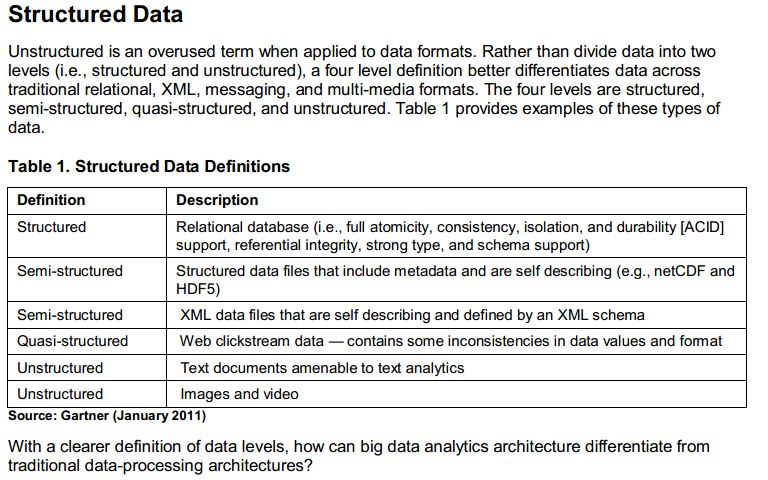 Structured Data
Unstructured is an overused term when applied to data formats. Rather than divide data into two
levels (i.e., structured and unstructured), a four level definition better differentiates data across
traditional relational, XML, messaging, and multi-media formats. The four levels are structured,
semi-structured, quasi-structured, and unstructured. Table 1 provides examples of these types of
data.
Table 1. Structured Data Definitions
Definition Description
Structured Relational database (i.e., full atomicity, consistency, isolation, and durability [ACID]
support, referential integrity, strong type, and schema support)
Semi-structured Structured data files that include metadata and are self describing (e.g., netCDF and
HDF5)
Semi-structured XML data files that are self describing and defined by an XML schema
Quasi-structured Web clickstream data — contains some inconsistencies in data values and format
Unstructured Text documents amenable to text analytics
Unstructured Images and video
Source: Gartner (January 2011)
With a clearer definition of data levels, how can big data analytics architecture differentiate from
traditional data-processing architectures?